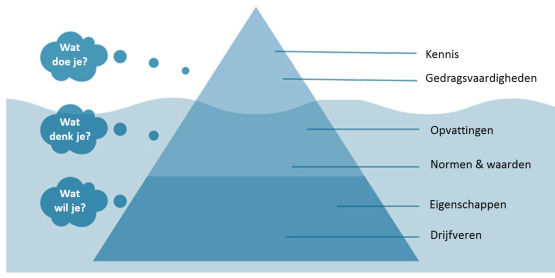 Wat
doe je?
Kennis
Gedragsvaardigheden
Wat
denk je?
Opvattingen
Normen & waarden
Wat
wil je?
Eigenschappen
Drijfveren